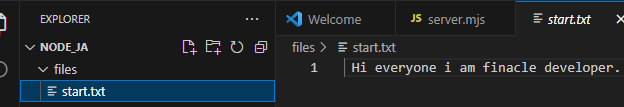 EXPLORER
NODE_JA
files
start.txt
Welcome
JS server.mjs
start.txt
files > start.txt
1 Hi everyone i am finacle developer.